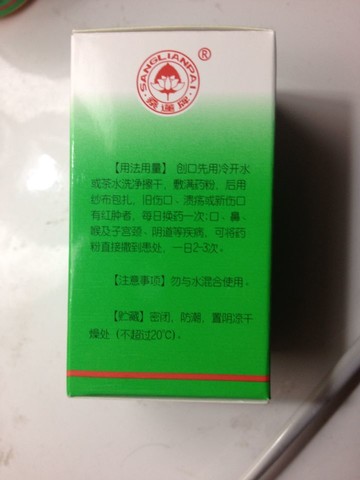 SANGLIANPAI
®
桑莲牌
【用法用量】 创口先用冷开水
或茶水洗净擦干，敷满药粉，后用
纱布包扎，旧伤口、溃疡或新伤口
有红肿者，每日换药一次；口、鼻、
喉及子宫颈、阴道等疾病，可将药
粉直接撒到患处，一日2-3次。
【注意事项】勿与水混合使用。
【贮藏】密闭，防潮，置阴凉干
燥处（不超过20℃）。